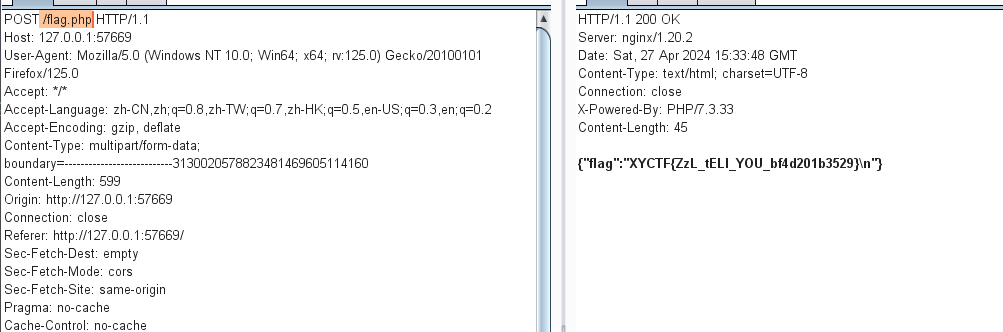 POST /flag.php HTTP/1.1
Host: 127.0.0.1:57669
User-Agent: Mozilla/5.0 (Windows NT 10.0; Win64; x64; rv:125.0) Gecko/20100101
Firefox/125.0
Accept: */*
Accept-Language: zh-CN,zh;q=0.8,zh-TW;q=0.7,zh-HK;q=0.5,en-US;q=0.3,en;q=0.2
Accept-Encoding: gzip, deflate
Content-Type: multipart/form-data;
boundary=---------------------------3130020578823481469605114160
Content-Length: 599
Origin: http://127.0.0.1:57669
Connection: close
Referer: http://127.0.0.1:57669/
Sec-Fetch-Dest: empty
Sec-Fetch-Mode: cors
Sec-Fetch-Site: same-origin
Pragma: no-cache
Cache-Control: no-cache
HTTP/1.1 200 OK
Server: nginx/1.20.2
Date: Sat, 27 Apr 2024 15:33:48 GMT
Content-Type: text/html; charset=UTF-8
Connection: close
X-Powered-By: PHP/7.3.33
Content-Length: 45
{"flag":"XYCTF{ZzL_tELl_YOU_bf4d201b3529}\n"}